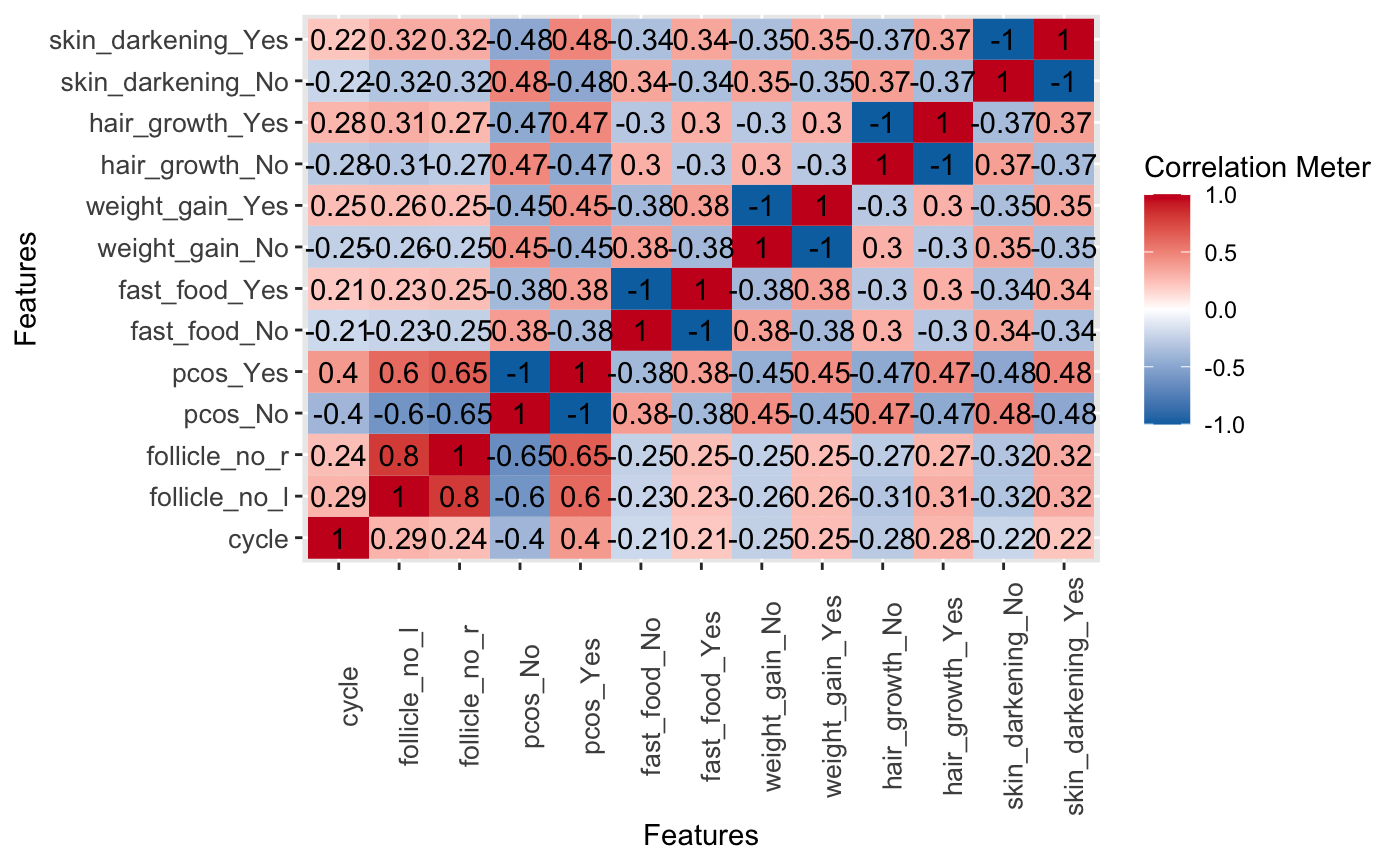 skin_darkening_Yes 0.22 0.32 0.32 -0.48 0.48 -0.34 0.34 -0.35 0.35 -0.37 0.37 -1 1
skin_darkening_No -0.22 -0.32 -0.32 0.48 -0.48 0.34 -0.34 0.35 -0.35 0.37 -0.37 1 -1
hair_growth_Yes 0.28 0.31 0.27 -0.47 0.47 -0.3 0.3 -0.3 0.3 -1 1 -0.37 0.37
hair_growth_No -0.28 -0.31 -0.27 0.47 -0.47 0.3 -0.3 0.3 -0.3 1 -1 0.37 -0.37
weight_gain_Yes 0.25 0.26 0.25 -0.45 0.45 -0.38 0.38 -1 1 -0.3 0.3 -0.35 0.35
weight_gain_No -0.25 -0.26 -0.25 0.45 -0.45 0.38 -0.38 1 -1 0.3 -0.3 0.35 -0.35
fast_food_Yes 0.21 0.23 0.25 -0.38 0.38 -1 1 -0.38 0.38 -0.3 0.3 -0.34 0.34
fast_food_No -0.21 -0.23 -0.25 0.38 -0.38 1 -1 0.38 -0.38 0.3 -0.3 0.34 -0.34
pcos_Yes 0.4 0.6 0.65 -1 1 -0.38 0.38 -0.45 0.45 -0.47 0.47 -0.48 0.48
pcos_No -0.4 -0.6 -0.65 1 -1 0.38 -0.38 0.45 -0.45 0.47 -0.47 0.48 -0.48
follicle_no_r 0.24 0.8 1 -0.65 0.65 -0.25 0.25 -0.25 0.25 -0.27 0.27 -0.32 0.32
follicle_no_l 0.29 1 0.8 -0.6 0.6 -0.23 0.23 -0.26 0.26 -0.31 0.31 -0.32 0.32
cycle 1 0.29 0.24 -0.4 0.4 -0.21 0.21 -0.25 0.25 -0.28 0.28 -0.22 0.22
Features
cycle
follicle_no_l
follicle_no_r
pcos_No
pcos_Yes
fast_food_No
fast_food_Yes
weight_gain_No
weight_gain_Yes
hair_growth_No
hair_growth_Yes
skin_darkening_No
skin_darkening_Yes
Features
Correlation Meter
1.0
0.5
0.0
-0.5
-1.0